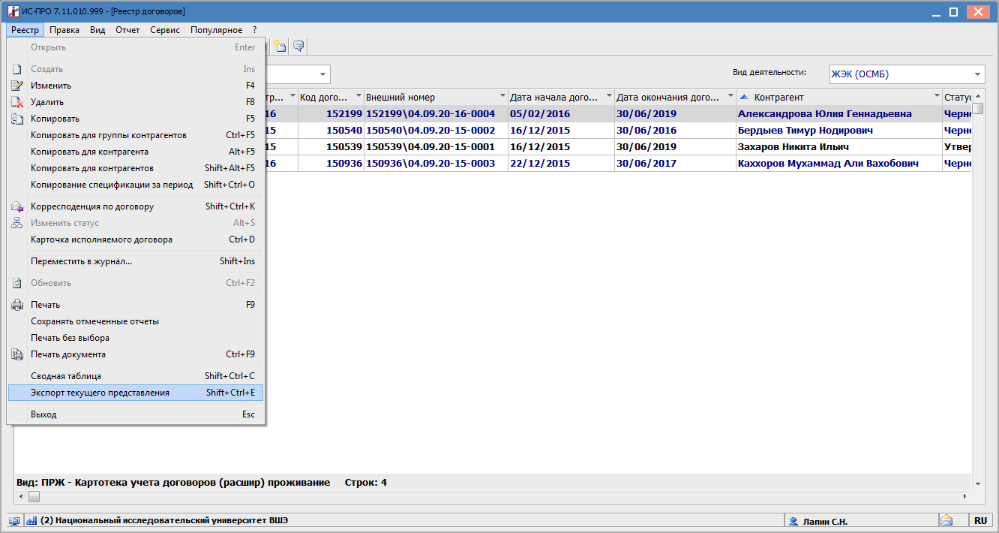 ИС-ПРО 7.11.010.999 - [Реестр договоров]
Реестр Правка Вид Отчет Сервис Популярное ?
Открыть Enter
Создать Ins
Изменить F4
Удалить F8
Копировать F5
Копировать для группы контрагентов Ctrl+F5
Копировать для контрагента Alt+F5
Копировать для контрагентов Shift+Alt+F5
Копирование спецификации за период Shift+Ctrl+O
Корресподенция по договору Shift+Ctrl+K
Изменить статус Alt+S
Карточка исполняемого договора Ctrl+D
Переместить в журнал... Shift+Ins
Обновить Ctrl+F2
Печать F9
Сохранять отмеченные отчеты
Печать без выбора
Печать документа Ctrl+F9
Сводная таблица Shift+Ctrl+C
Экспорт текущего представления Shift+Ctrl+E
Выход Esc
Вид деятельности: ЖЭК (ОСМБ)
тр... Код дого... Внешний номер Дата начала дого... Дата окончания дого... Контрагент Статус
16 152199 152199\04.09.20-16-0004 05/02/2016 30/06/2019 Александрова Юлия Геннадьевна Черно
15 150540 150540\04.09.20-15-0002 16/12/2015 30/06/2016 Бердыев Тимур Нодирович Черно
15 150539 150539\04.09.20-15-0001 16/12/2015 30/06/2019 Захаров Никита Ильич Утвер
16 150936 150936\04.09.20-15-0003 22/12/2015 30/06/2017 Каххоров Мухаммад Али Вахобович Черно
Вид: ПРЖ - Картотека учета договоров (расшир) проживание Строк: 4
(2) Национальный исследовательский университет ВШЭ Лапин С.Н. RU